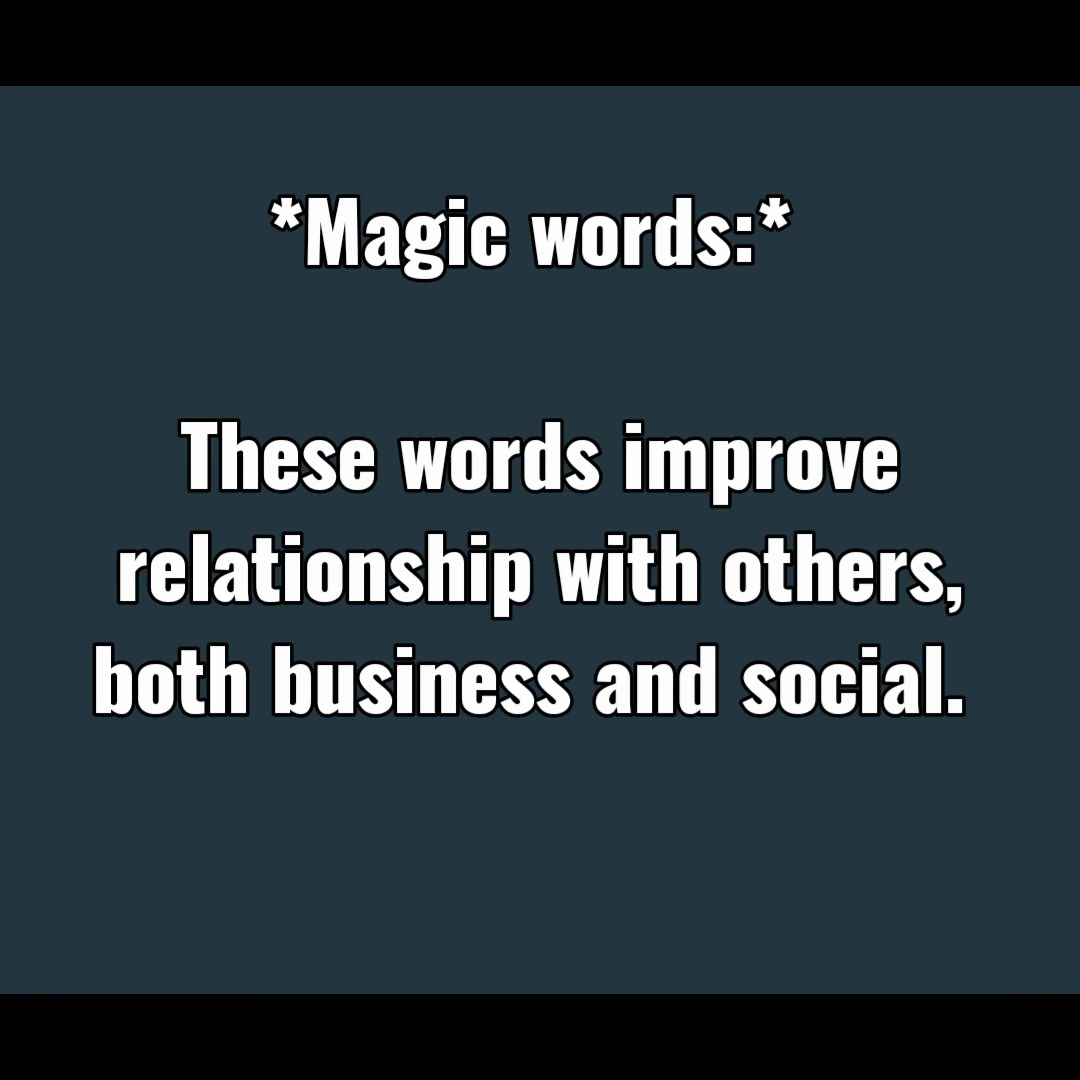 *Magic words:*
These words improve
relationship with others,
both business and social.